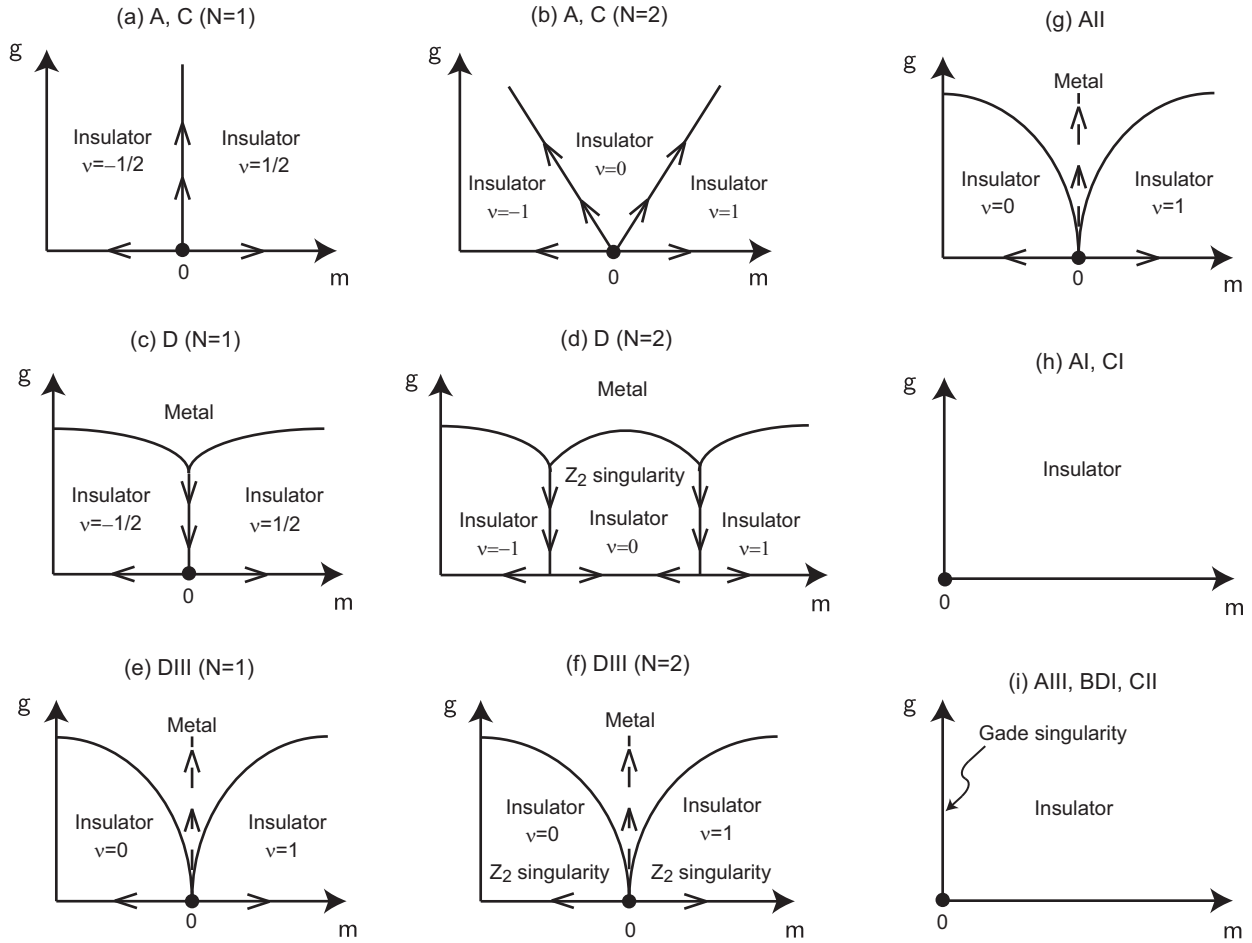 (a) A, C (N=1)
g
Insulator
ν=−1/2
Insulator
ν=1/2
0
m
(b) A, C (N=2)
g
Insulator
ν=0
Insulator
ν=−1
Insulator
ν=1
0
m
(g) AII
g
Metal
Insulator
ν=0
Insulator
ν=1
0
m
(c) D (N=1)
g
Metal
Insulator
ν=−1/2
Insulator
ν=1/2
0
m
(d) D (N=2)
g
Metal
Z2 singularity
Insulator
ν=−1
Insulator
ν=0
Insulator
ν=1
m
(h) AI, CI
g
Insulator
0
m
(e) DIII (N=1)
g
Metal
Insulator
ν=0
Insulator
ν=1
0
m
(f) DIII (N=2)
g
Metal
Insulator
ν=0
Insulator
ν=1
Z2 singularity
Z2 singularity
0
m
(i) AIII, BDI, CII
g
Gade singularity
Insulator
0
m